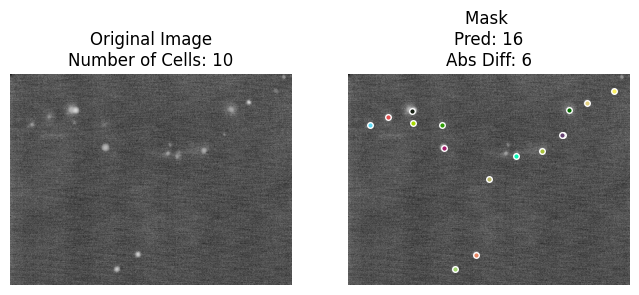 Original Image
Number of Cells: 10
Mask
Pred: 16
Abs Diff: 6